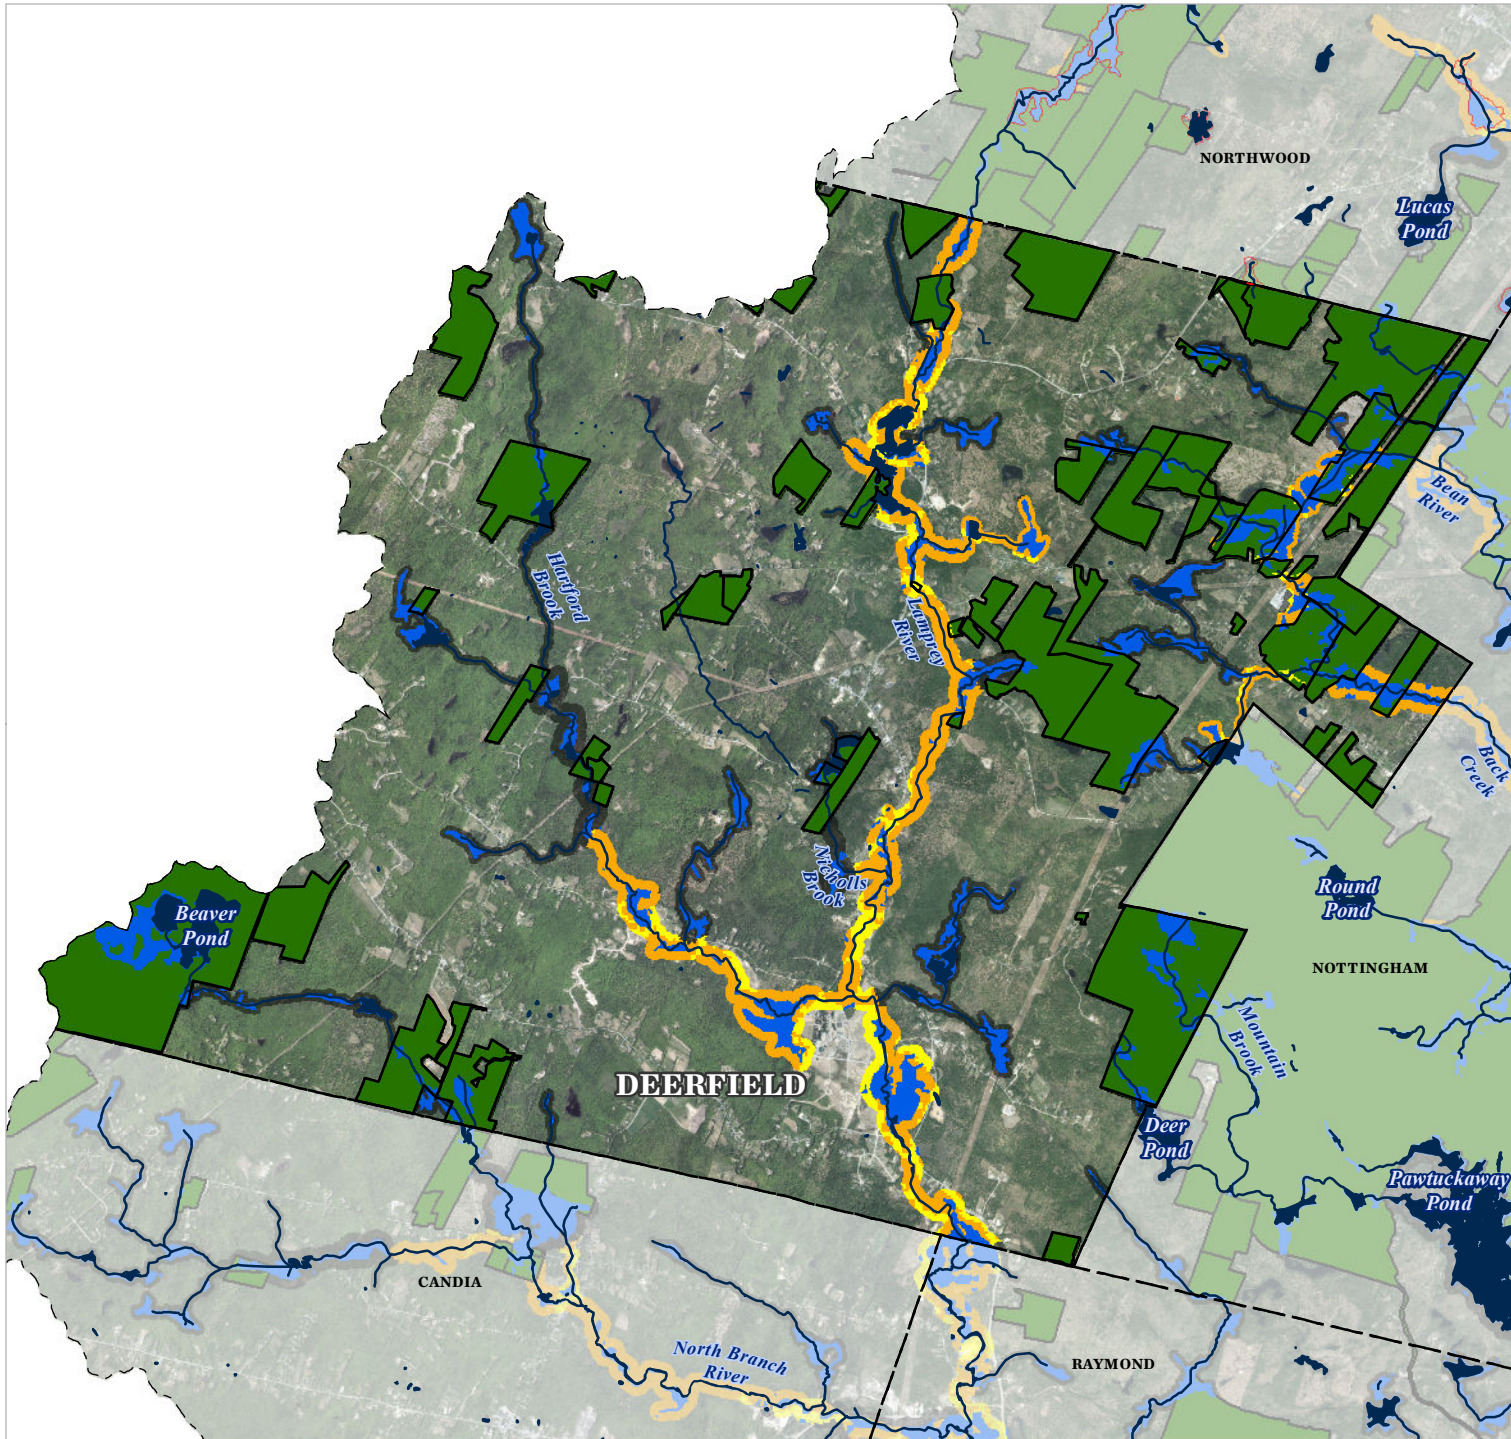 NORTHWOOD
Lucas
Pond
Bean
River
Hartford
Brook
Lamprey
River
Back
Creek
Nicholls
Brook
Round
Pond
Beaver
Pond
NOTTINGHAM
Mountain
Brook
DEERFIELD
Deer
Pond
Pawtuckaway
Pond
CANDIA
North Branch
River
RAYMOND